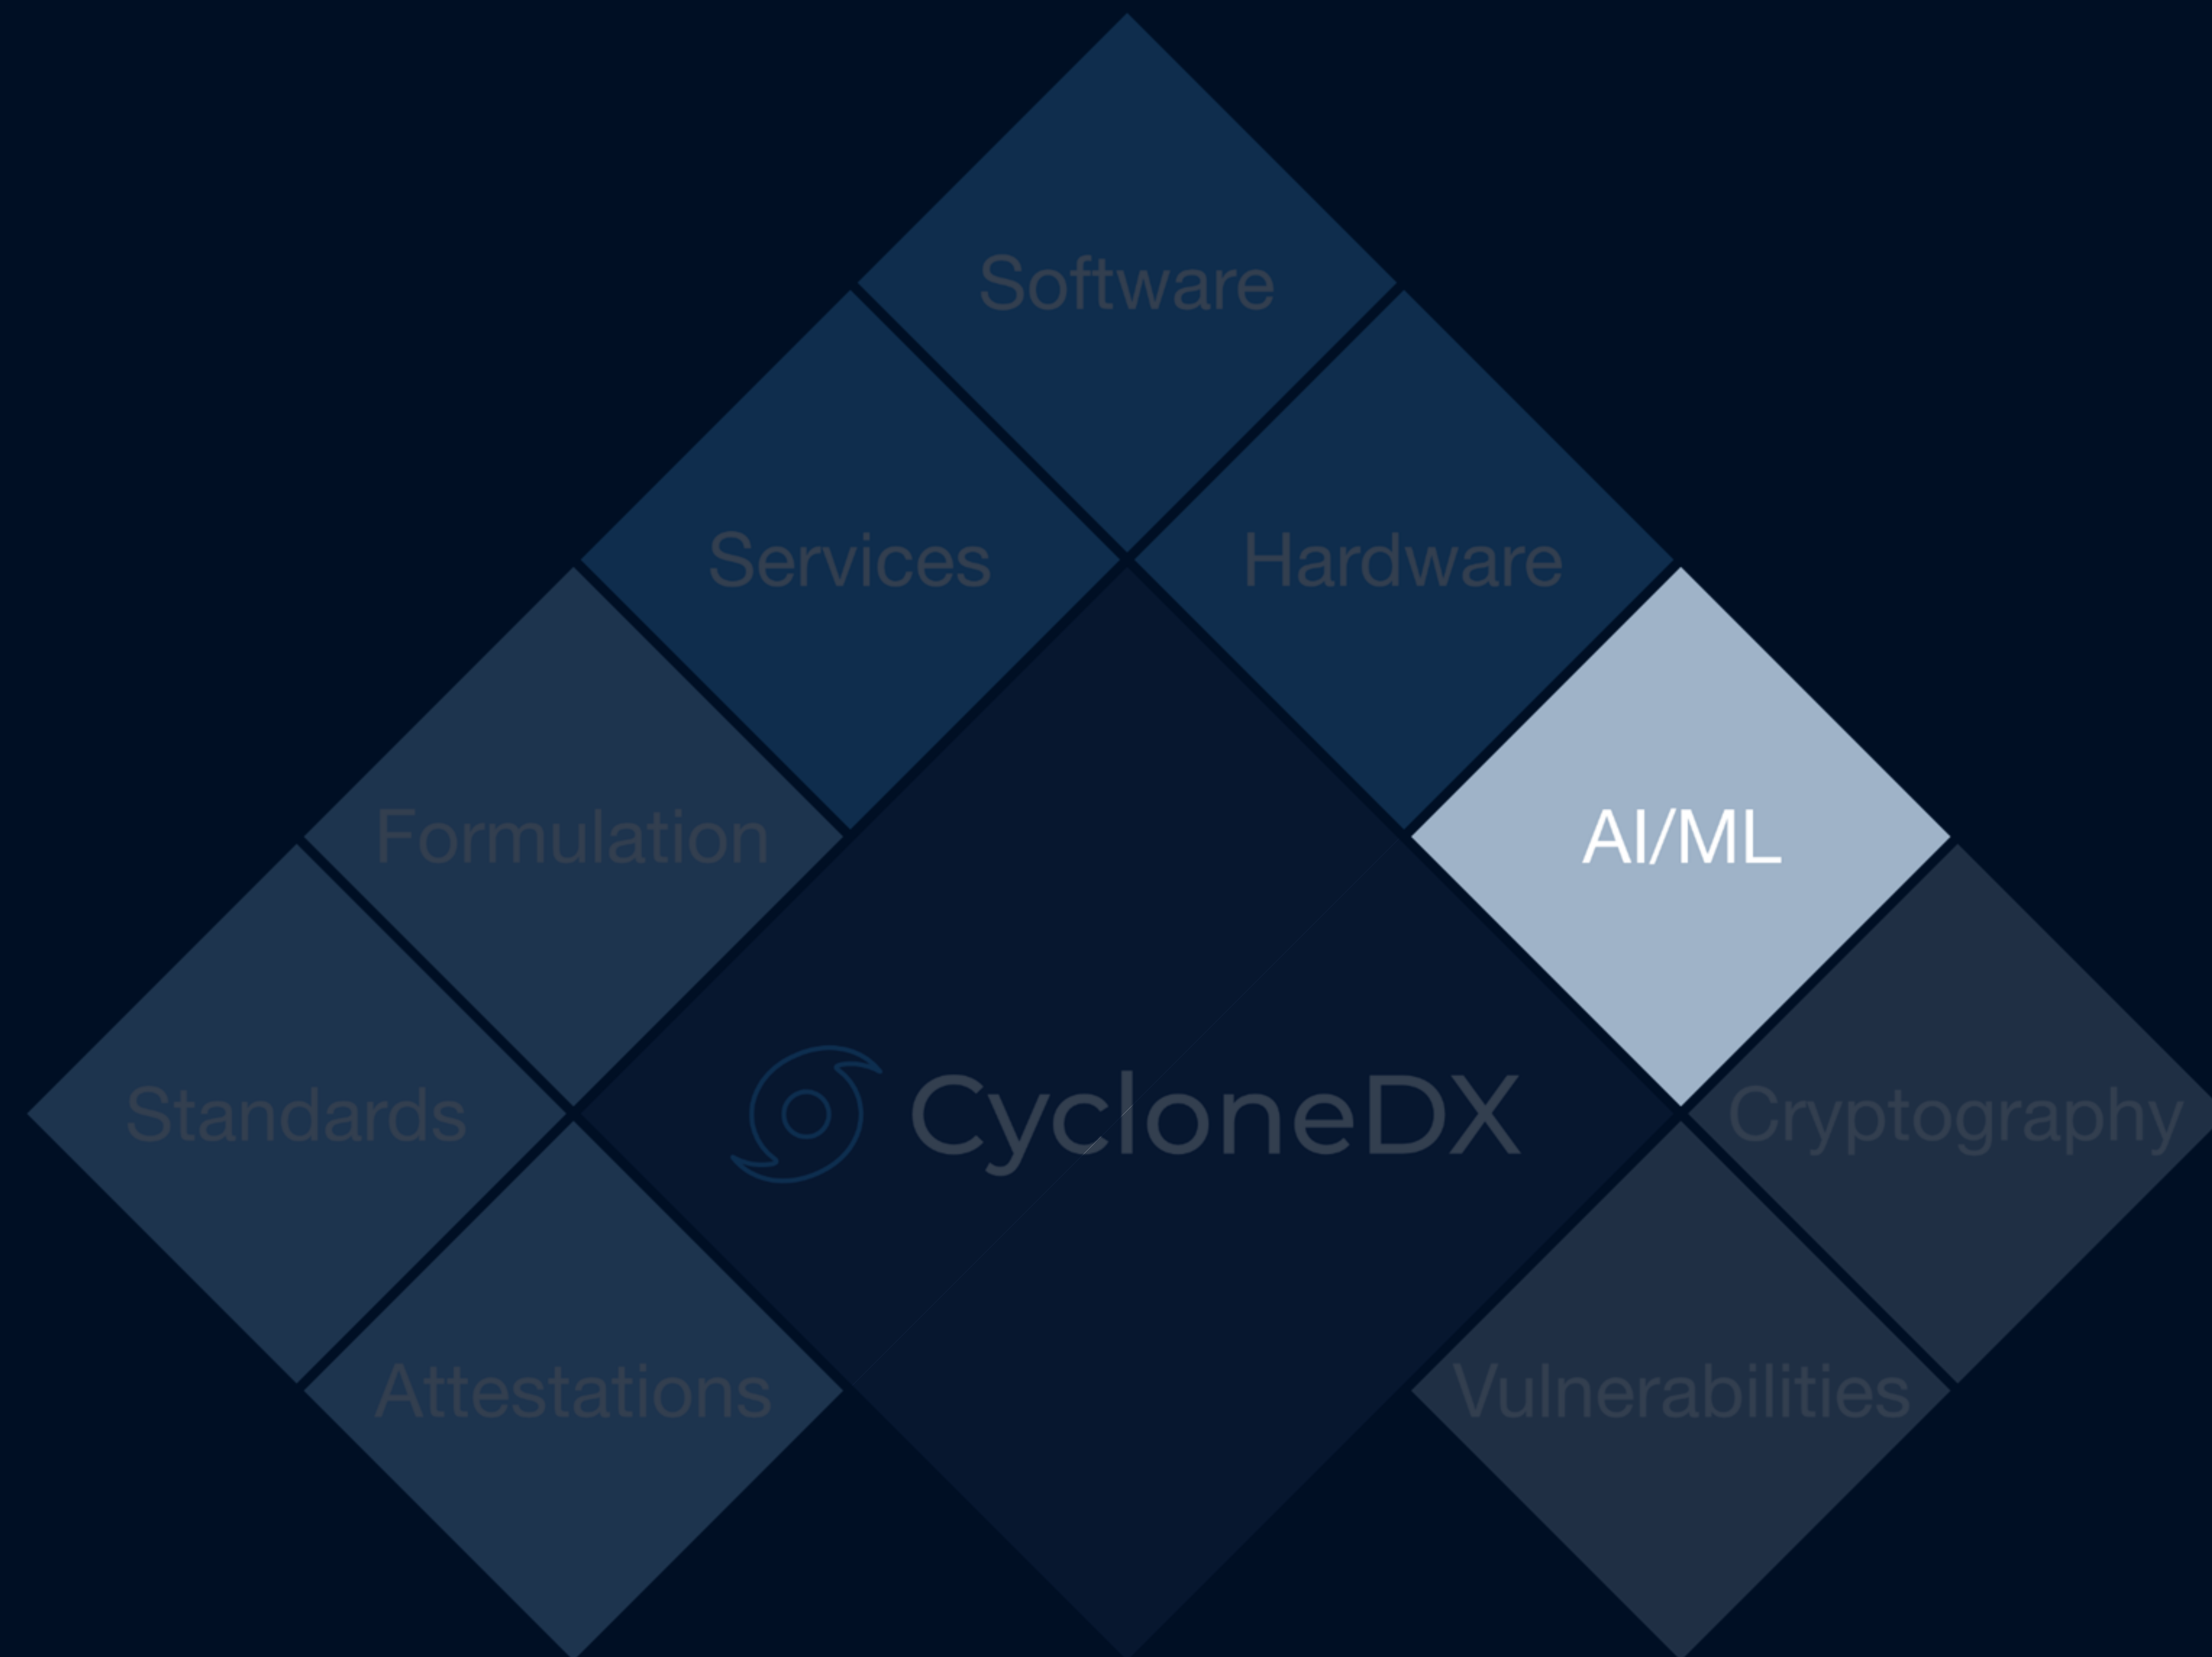 Software
Services
Hardware
Formulation
AI/ML
Standards
CycloneDX
Cryptography
Attestations
Vulnerabilities